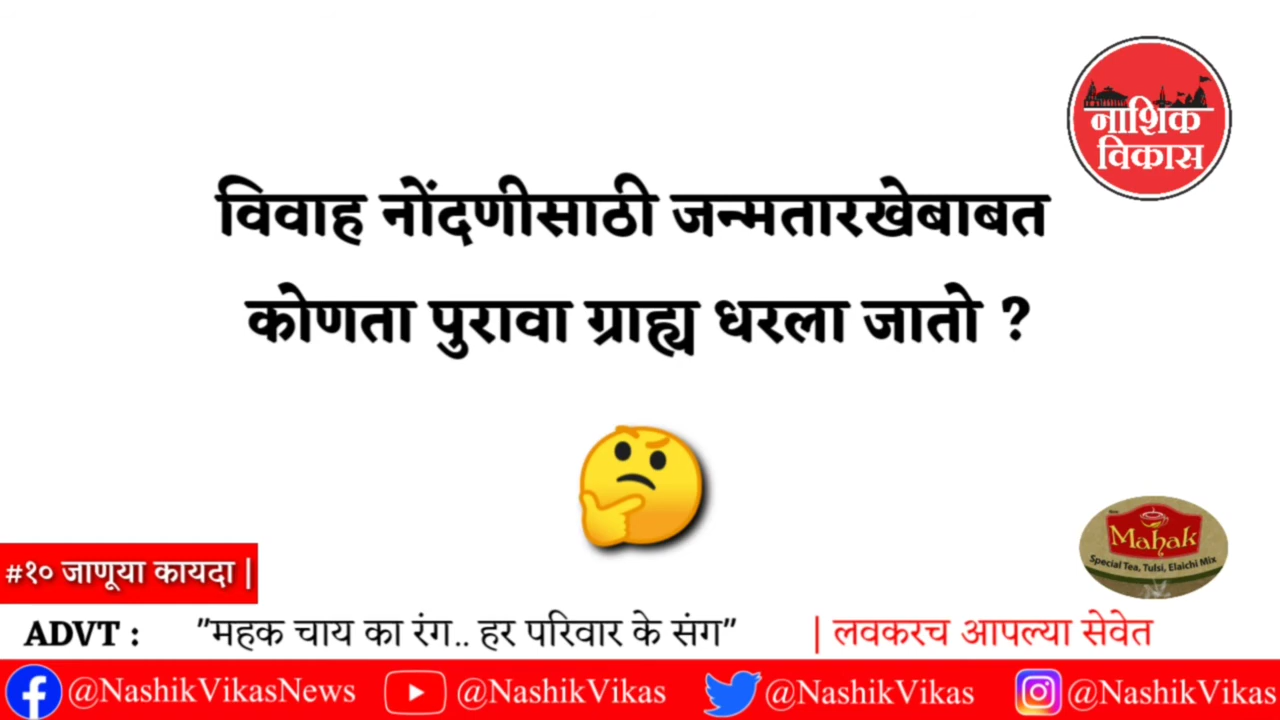 नाशिक
विकास
विवाह नोंदणीसाठी जन्मतारखेबाबत
कोणता पुरावा ग्राह्य धरला जातो ?
Mahak
Special Tea, Tulsi, Elaichi Mix
#१० जाणूया कायदा |
ADVT : "महक चाय का रंग.. हर परिवार के संग" | लवकरच आपल्या सेवेत
@NashikVikasNews @NashikVikas @NashikVikas @NashikVikas